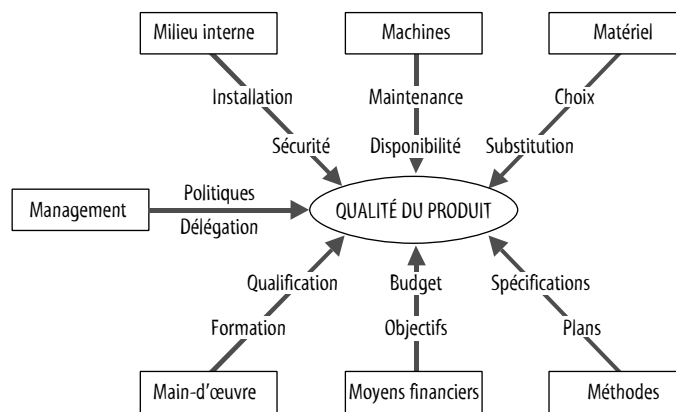 Milieu interne
Machines
Matériel
Installation
Maintenance
Choix
Sécurité
Disponibilité
Substitution
Politiques
Management
QUALITÉ DU PRODUIT
Délégation
Qualification
Budget
Spécifications
Formation
Objectifs
Plans
Main-d'œuvre
Moyens financiers
Méthodes